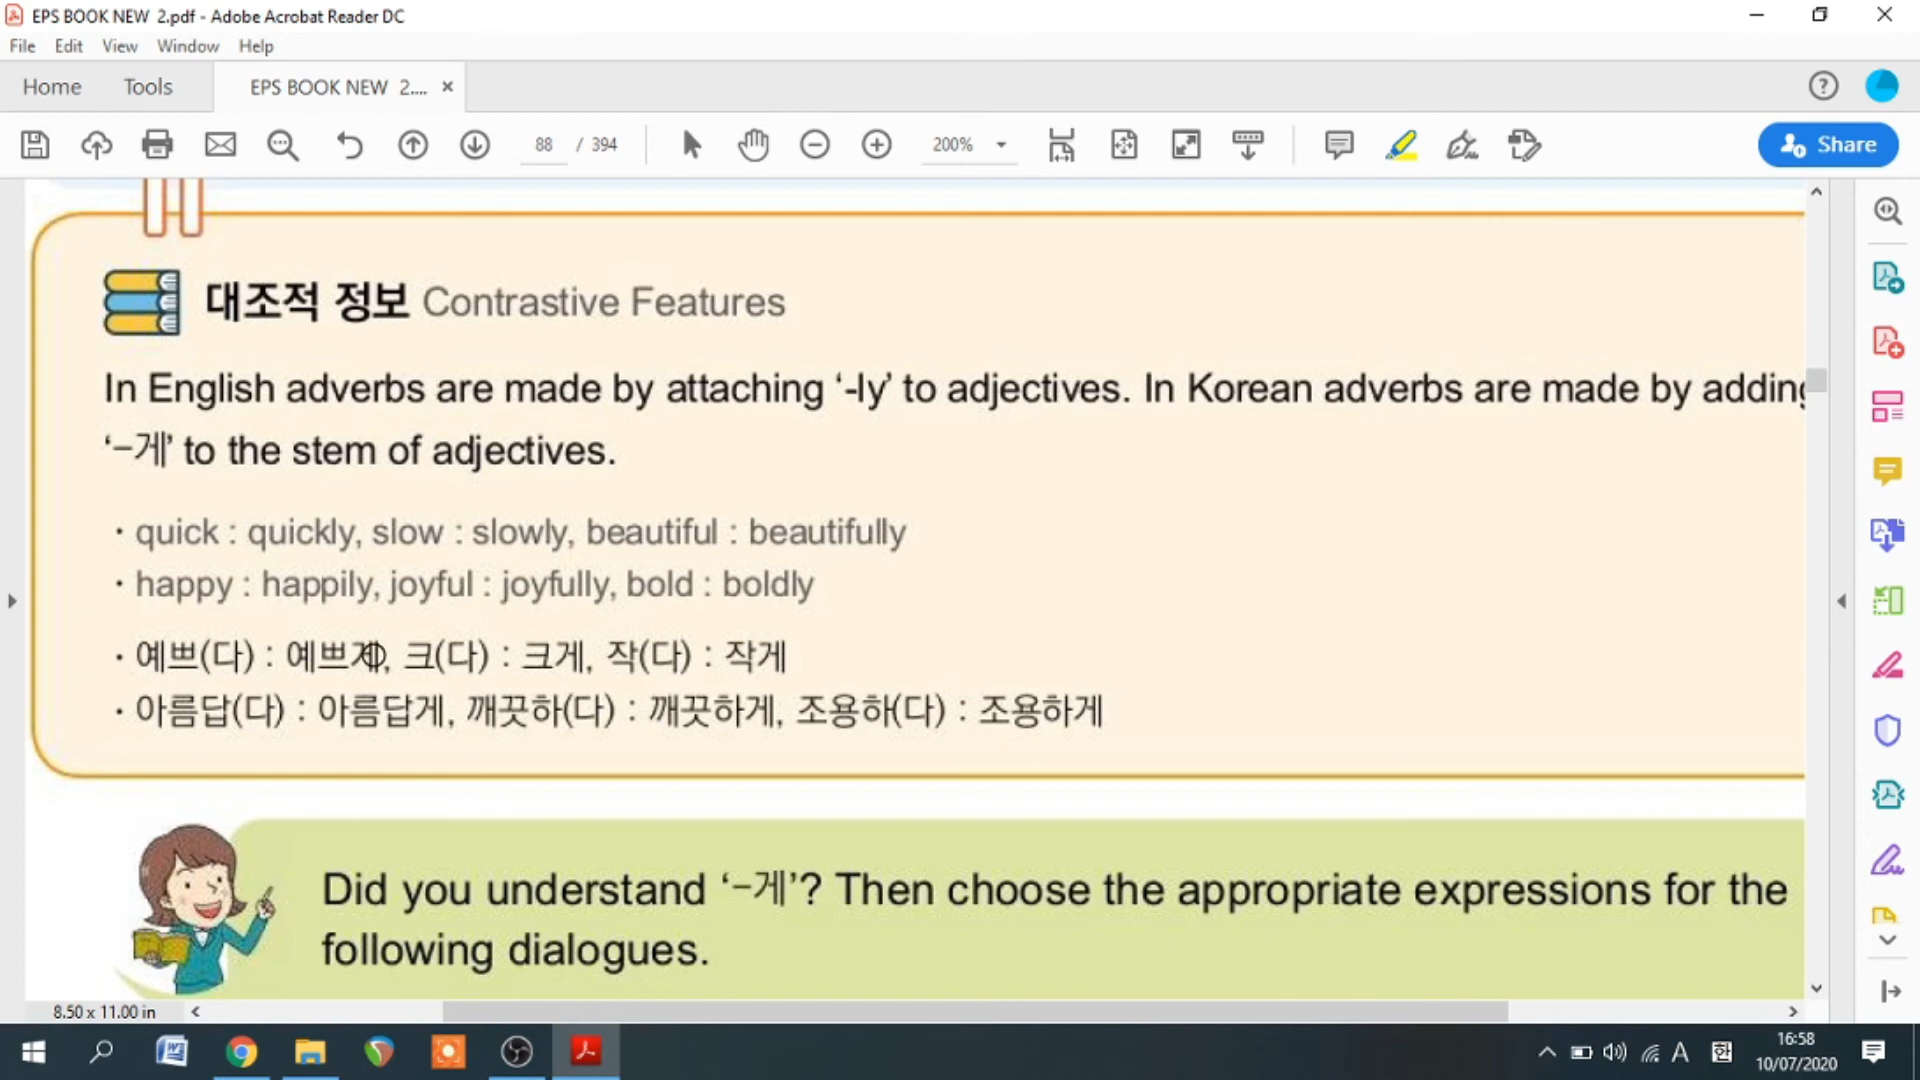 EPS BOOK NEW 2.pdf - Adobe Acrobat Reader DC
File Edit View Window Help
Home Tools EPS BOOK NEW 2....
88 / 394 200% Share
대조적 정보 Contrastive Features
In English adverbs are made by attaching ‘-ly’ to adjectives. In Korean adverbs are made by adding
‘-게’ to the stem of adjectives.
· quick : quickly, slow : slowly, beautiful : beautifully
· happy : happily, joyful : joyfully, bold : boldly
· 예쁘(다) : 예쁘게, 크(다) : 크게, 작(다) : 작게
· 아름답(다) : 아름답게, 깨끗하(다) : 깨끗하게, 조용하(다) : 조용하게
Did you understand ‘-게’? Then choose the appropriate expressions for the
following dialogues.
8.50 x 11.00 in
A 한 16:58
10/07/2020